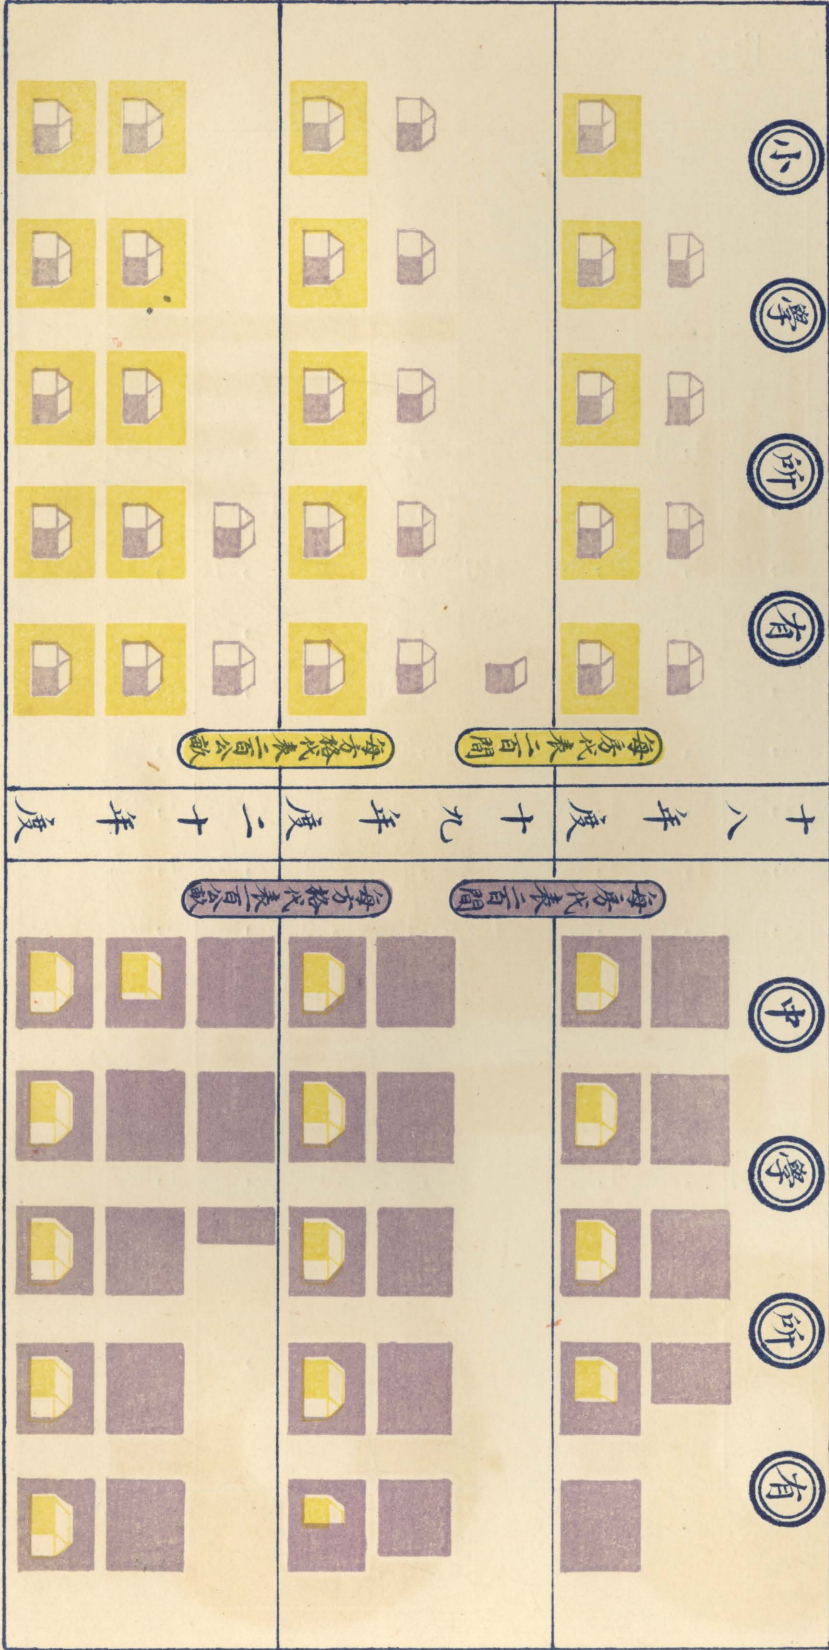 小學所有
中學所有
十八年度
十九年度
二十年度
每房代表二百間
每方格代表二百公畝
每房代表二百間
每方格代表一百公畝